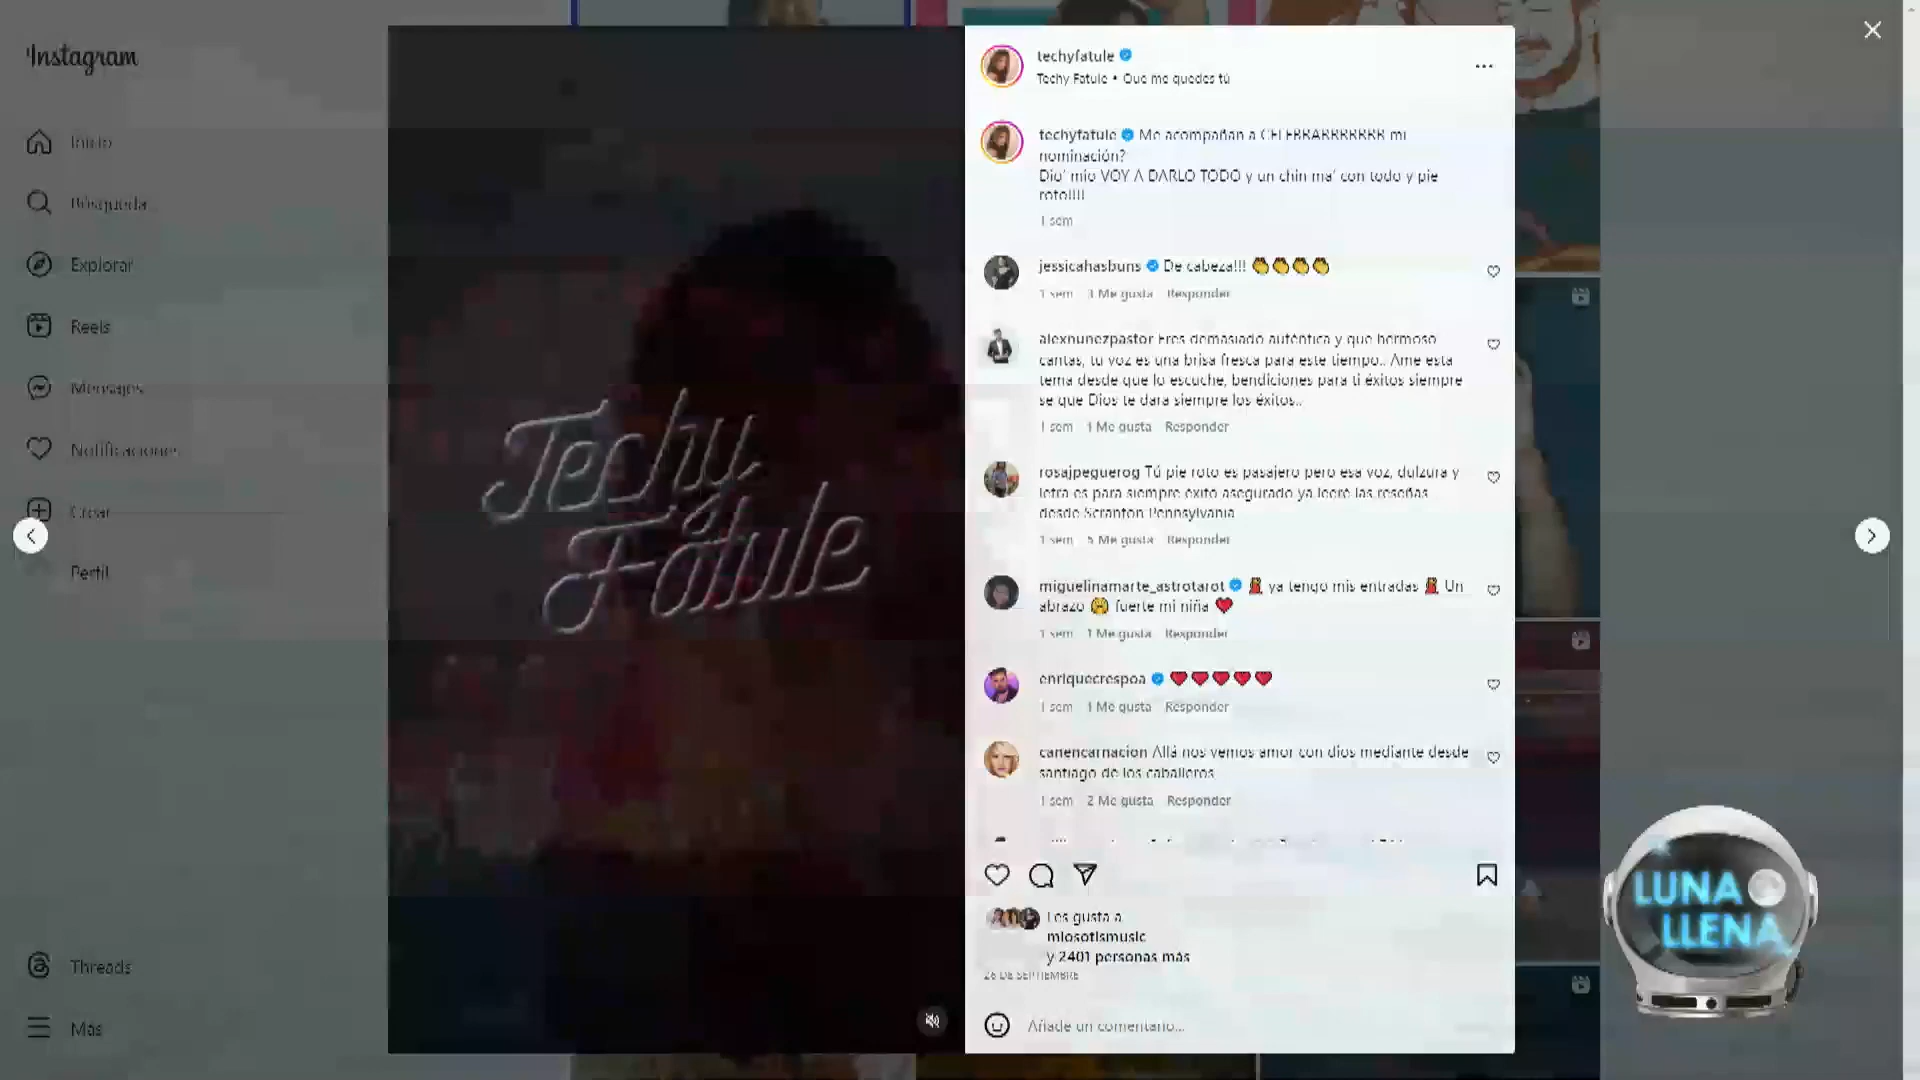 Instagram
Inicio
Búsqueda
Explorar
Reels
Mensajes
Notificaciones
Crear
Perfil
Threads
Más
Techy
Fatule
techyfatule
Techy Fatule • Que me quedes tú
techyfatule Me acompañan a CELEBRARRRRRRR mi
nominación?
Dio' mío VOY A DARLO TODO y un chin ma' con todo y pie
roto!!!!
1 sem
jessicahasbuns De cabeza!!! 👏👏👏👏
1 sem 3 Me gusta Responder
alexnunezpastor Eres demasiado auténtica y que hermoso
cantas, tu voz es una brisa fresca para este tiempo.. Ame esta
tema desde que lo escuche, bendiciones para ti éxitos siempre
se que Dios te dara siempre los éxitos..
1 sem 1 Me gusta Responder
rosajpeguerog Tú pie roto es pasajero pero esa voz, dulzura y
letra es para siempre éxito asegurado ya leeré las reseñas
desde Scranton Pennsylvania
1 sem 5 Me gusta Responder
miguelinamarte_astrotarot 💃 ya tengo mis entradas 💃 Un
abrazo 🤗 fuerte mi niña ❤️
1 sem 1 Me gusta Responder
enriquecrespoa ❤️❤️❤️❤️❤️
1 sem 1 Me gusta Responder
canencarnacion Allá nos vemos amor con dios mediante desde
santiago de los caballeros
1 sem 2 Me gusta Responder
Les gusta a
miosotismusic
y 2401 personas más
26 DE SEPTIEMBRE
Añade un comentario...
LUNA
LLENA